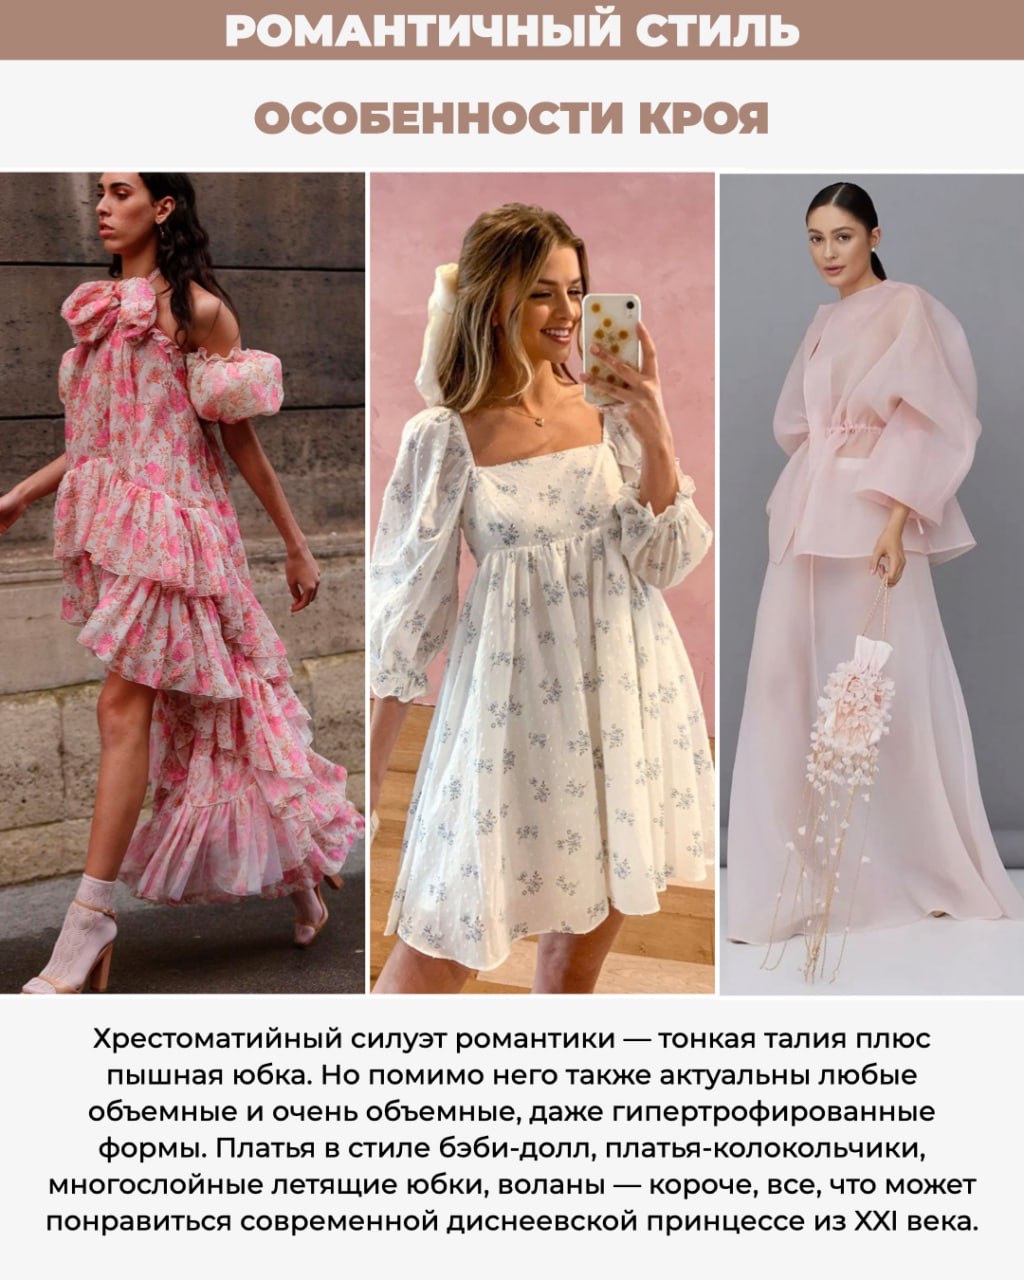 РОМАНТИЧНЫЙ СТИЛЬ
ОСОБЕННОСТИ КРОЯ
Хрестоматийный силуэт романтики — тонкая талия плюс
пышная юбка. Но помимо него также актуальны любые
объемные и очень объемные, даже гипертрофированные
формы. Платья в стиле бэби-долл, платья-колокольчики,
многослойные летящие юбки, воланы — короче, все, что может
понравиться современной диснеевской принцессе из XXI века.